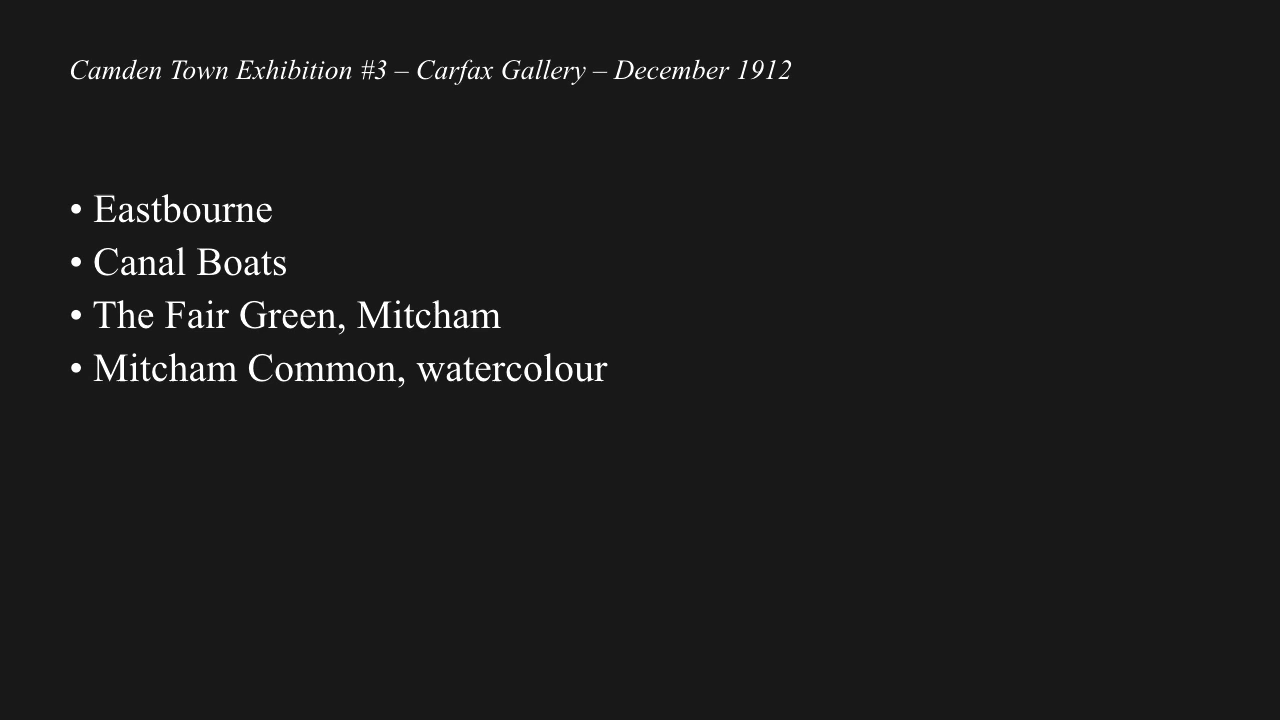 Camden Town Exhibition #3 – Carfax Gallery – December 1912
• Eastbourne
• Canal Boats
• The Fair Green, Mitcham
• Mitcham Common, watercolour